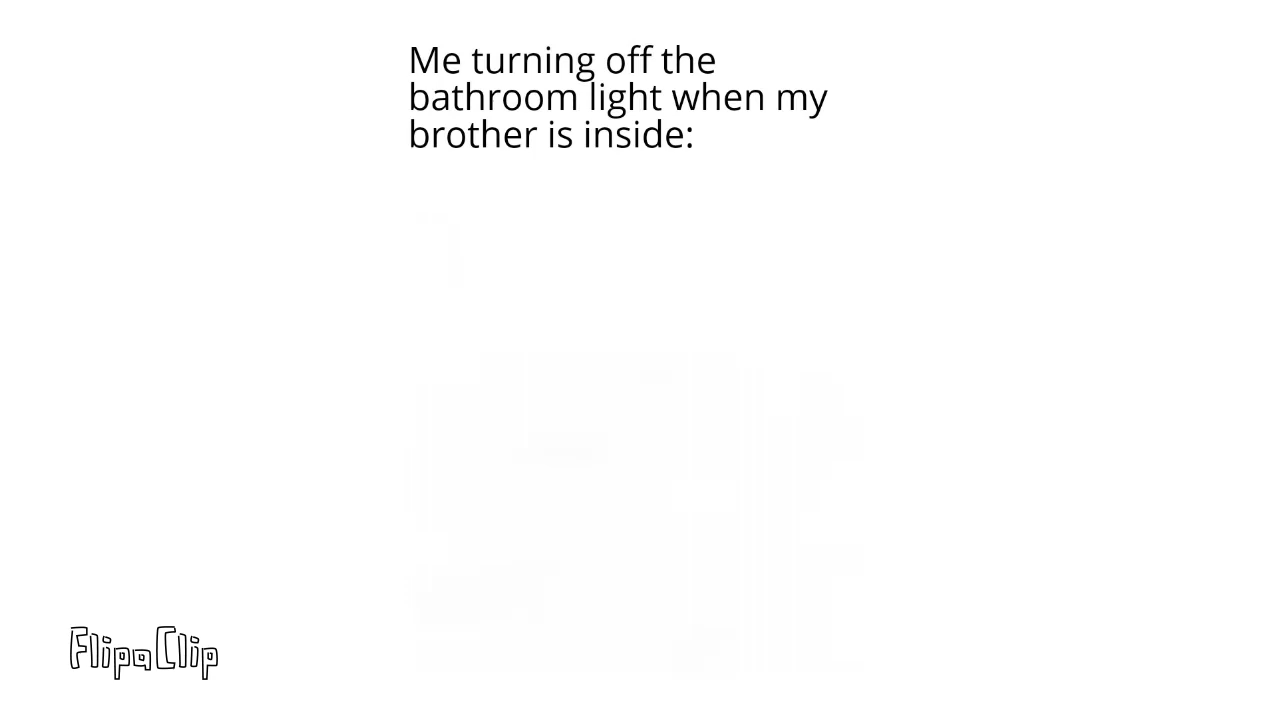 Me turning off the
bathroom light when my
brother is inside:
FlipaClip